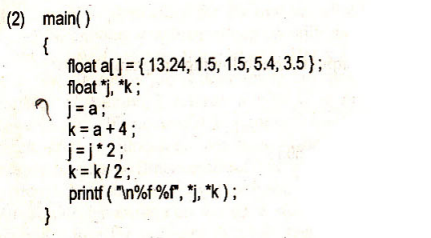 (2) main( )
{
float a[ ] = { 13.24, 1.5, 1.5, 5.4, 3.5 } ;
float *j, *k ;
? j = a ;
k = a + 4 ;
j = j * 2 ;
k = k / 2 ;
printf ( "\n%f %f", *j, *k ) ;
}